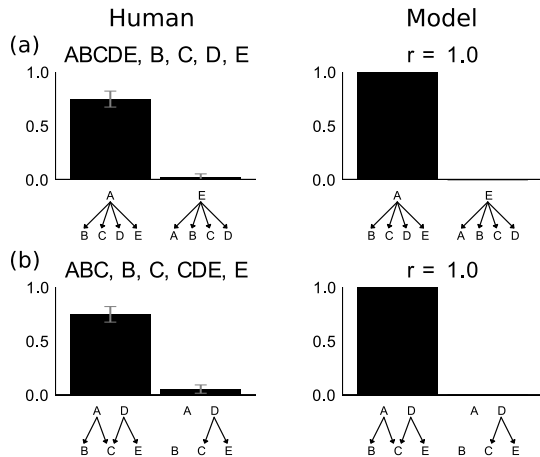 Human Model
(a) ABCDE, B, C, D, E r = 1.0
1.0 1.0
0.5 0.5
0.0 0.0
A E A E
B C D E A B C D B C D E A B C D
(b) ABC, B, C, CDE, E r = 1.0
1.0 1.0
0.5 0.5
0.0 0.0
A D A D A D A D
B C E B C E B C E B C E